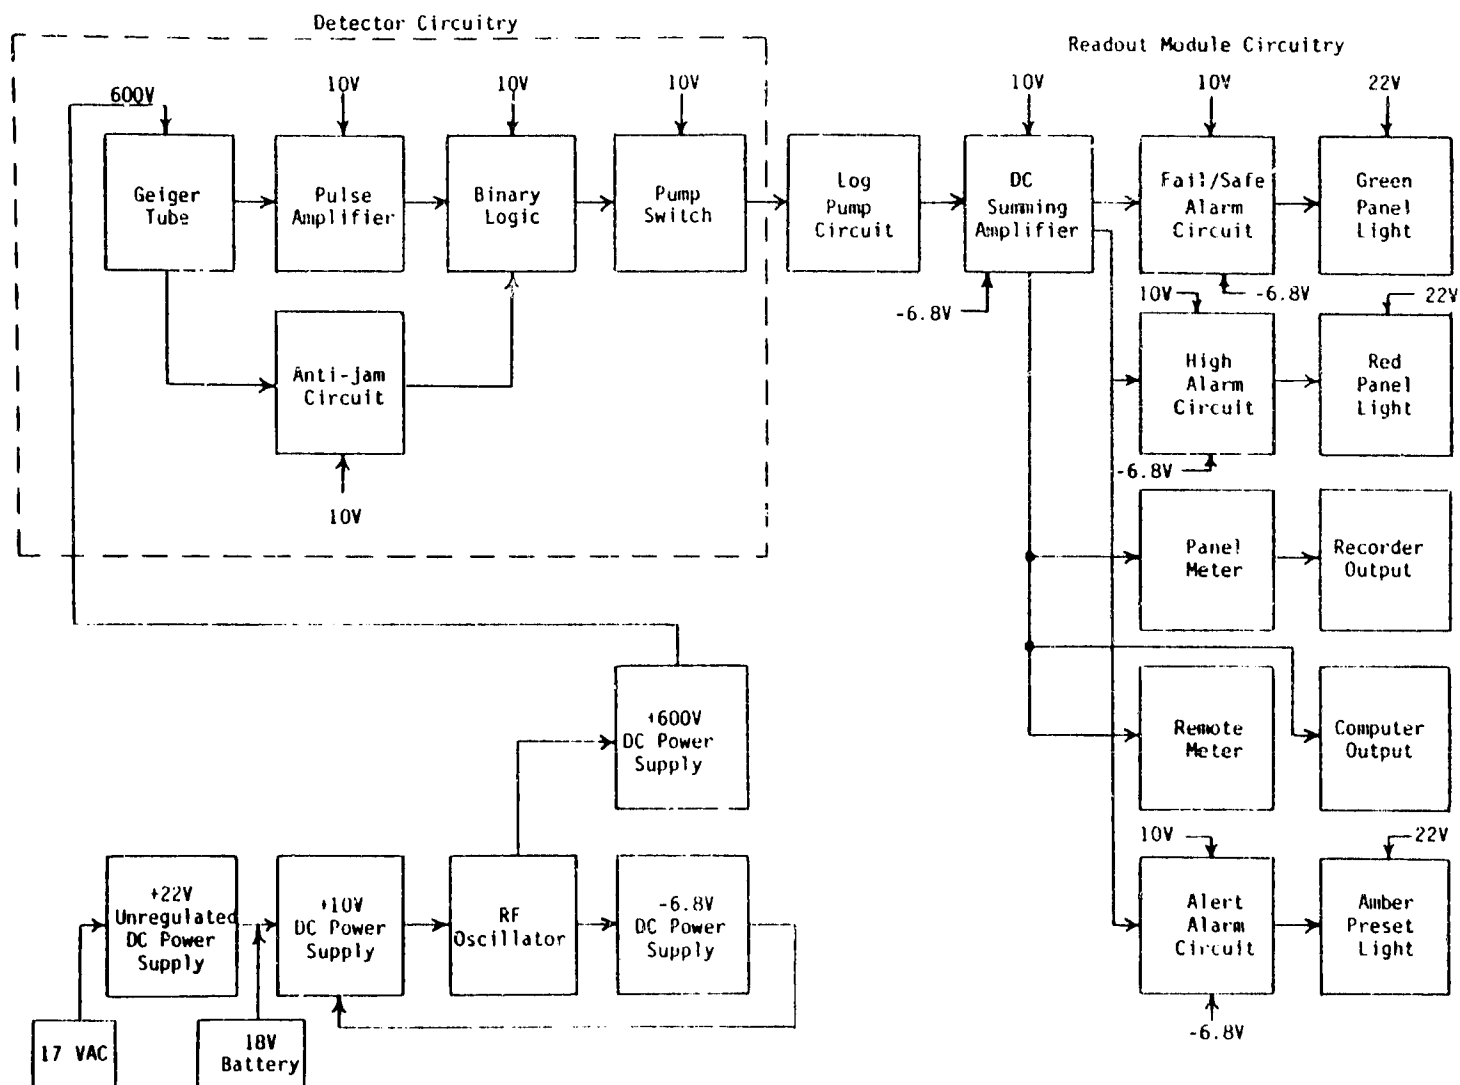 Detector Circuitry
Readout Module Circuitry
600V
10V
10V
10V
10V
10V
22V
Geiger
Tube
Pulse
Amplifier
Binary
Logic
Pump
Switch
Log
Pump
Circuit
DC
Summing
Amplifier
Fail/Safe
Alarm
Circuit
Green
Panel
Light
-6.8V
-6.8V
10V
22V
Anti-jam
Circuit
High
Alarm
Circuit
Red
Panel
Light
-6.8V
10V
Panel
Meter
Recorder
Output
+600V
DC Power
Supply
Remote
Meter
Computer
Output
10V
22V
+22V
Unregulated
DC Power
Supply
+10V
DC Power
Supply
RF
Oscillator
-6.8V
DC Power
Supply
Alert
Alarm
Circuit
Amber
Preset
Light
-6.8V
17 VAC
18V
Battery